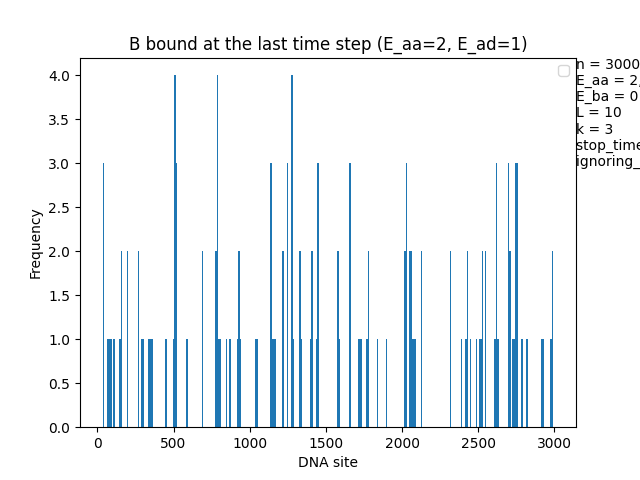 B bound at the last time step (E_aa=2, E_ad=1)
n = 3000
E_aa = 2,
E_ba = 0
L = 10
k = 3
stop_time
ignoring_
Frequency
4.0
3.5
3.0
2.5
2.0
1.5
1.0
0.5
0.0
0 500 1000 1500 2000 2500 3000
DNA site